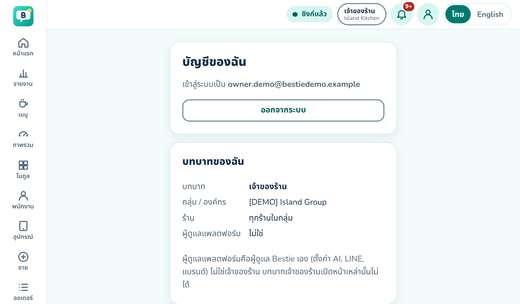 B
ซิงก์แล้ว
เจ้าของร้าน
Island Kitchen
9+
ไทย
English
หน้าแรก
รายงาน
เมนู
ภาพรวม
โมดูล
พนักงาน
อุปกรณ์
ขาย
ออเดอร์
บัญชีของฉัน
เข้าสู่ระบบเป็น owner.demo@bestiedemo.example
ออกจากระบบ
บทบาทของฉัน
บทบาท เจ้าของร้าน
กลุ่ม / องค์กร [DEMO] Island Group
ร้าน ทุกร้านในกลุ่ม
ผู้ดูแลแพลตฟอร์ม ไม่ใช่
ผู้ดูแลแพลตฟอร์มคือผู้ดูแล Bestie เอง (ตั้งค่า AI, LINE,
แบรนด์) ไม่ใช่เจ้าของร้าน บทบาทเจ้าของร้านเปิดหน้าเหล่านั้นไม่
ได้